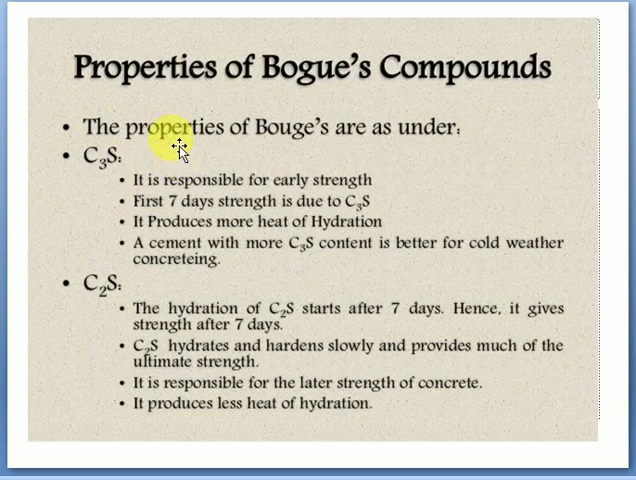 Properties of Bogue's Compounds
• The properties of Bouge's are as under:
• C₃S:
• It is responsible for early strength
• First 7 days strength is due to C₃S
• It Produces more heat of Hydration
• A cement with more C₃S content is better for cold weather
concreteing.
• C₂S:
• The hydration of C₂S starts after 7 days. Hence, it gives
strength after 7 days.
• C₂S hydrates and hardens slowly and provides much of the
ultimate strength.
• It is responsible for the later strength of concrete.
• It produces less heat of hydration.